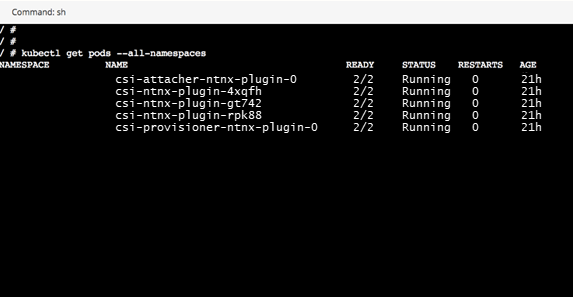 Command: sh
/ #
/ #
/ # kubectl get pods --all-namespaces
NAMESPACE NAME READY STATUS RESTARTS AGE
csi-attacher-ntnx-plugin-0 2/2 Running 0 21h
csi-ntnx-plugin-4xqfh 2/2 Running 0 21h
csi-ntnx-plugin-gt742 2/2 Running 0 21h
csi-ntnx-plugin-rpk88 2/2 Running 0 21h
csi-provisioner-ntnx-plugin-0 2/2 Running 0 21h